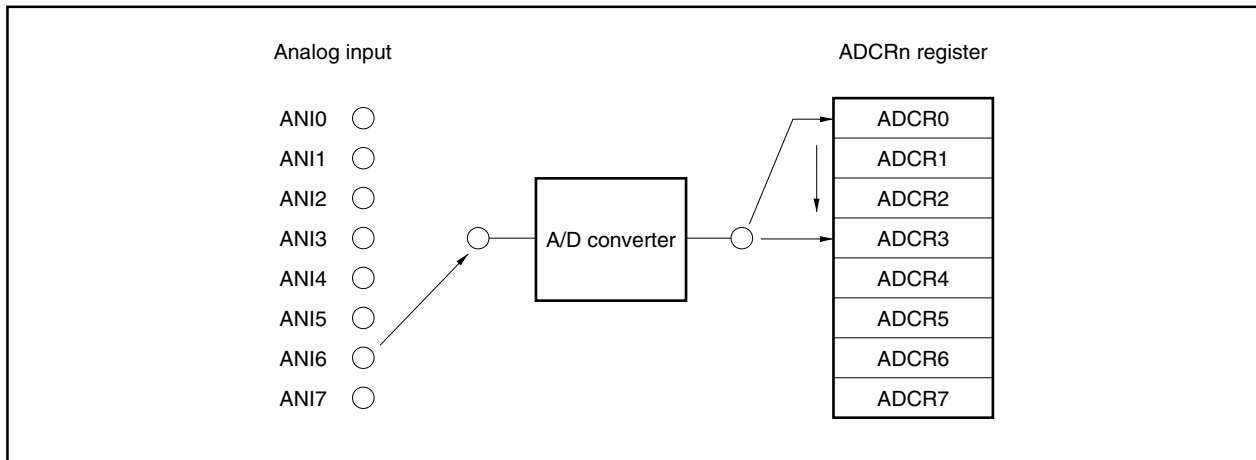 Analog input
ADCRn register
ANI0
ANI1
ANI2
ANI3
ANI4
ANI5
ANI6
ANI7
A/D converter
ADCR0
ADCR1
ADCR2
ADCR3
ADCR4
ADCR5
ADCR6
ADCR7